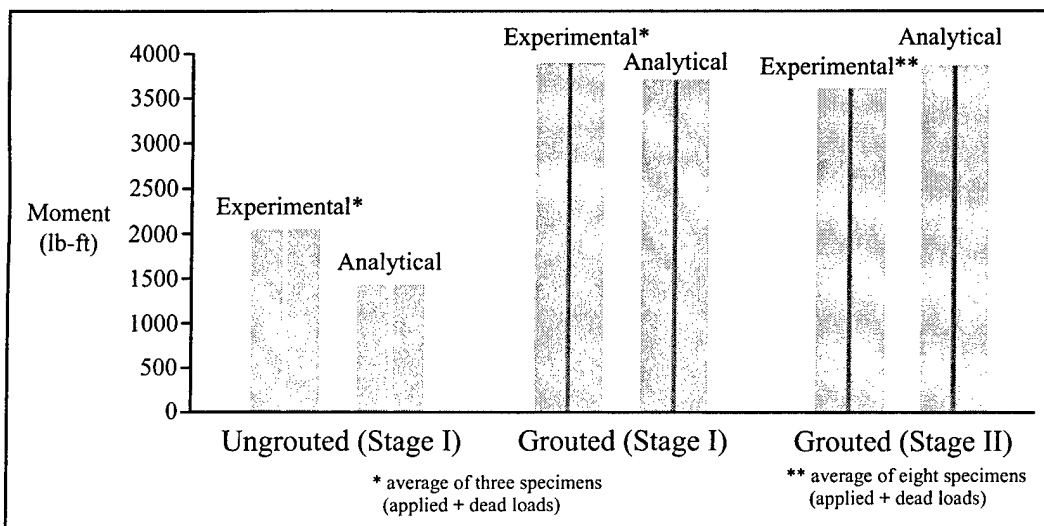 Moment
(lb-ft)
4000
3500
3000
2500
2000
1500
1000
500
0
Experimental*
Analytical
Experimental*
Analytical
Experimental**
Analytical
Ungrouted (Stage I)
Grouted (Stage I)
Grouted (Stage II)
* average of three specimens
(applied + dead loads)
** average of eight specimens
(applied + dead loads)